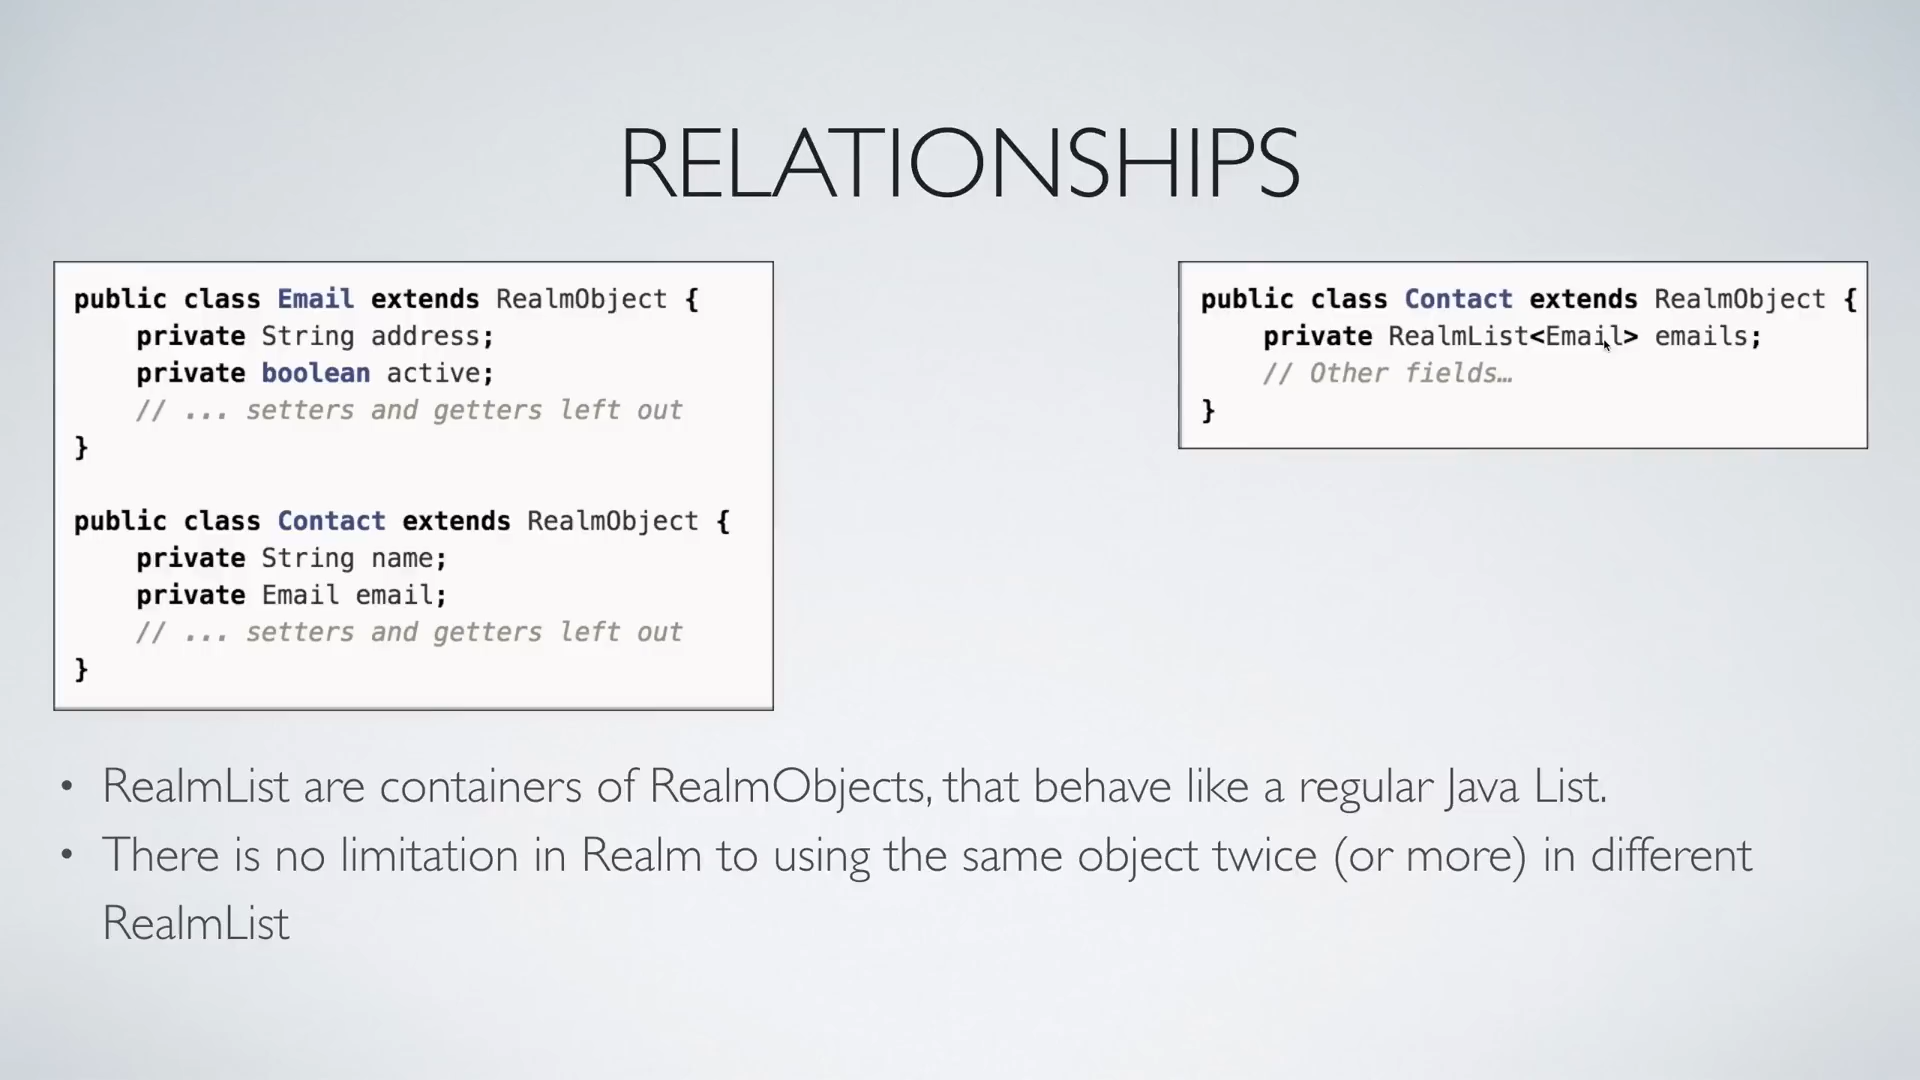 RELATIONSHIPS
public class Email extends RealmObject {
    private String address;
    private boolean active;
    // ... setters and getters left out
}
public class Contact extends RealmObject {
    private String name;
    private Email email;
    // ... setters and getters left out
}
public class Contact extends RealmObject {
    private RealmList<Email> emails;
    // Other fields…
}
• RealmList are containers of RealmObjects, that behave like a regular Java List.
• There is no limitation in Realm to using the same object twice (or more) in different
RealmList